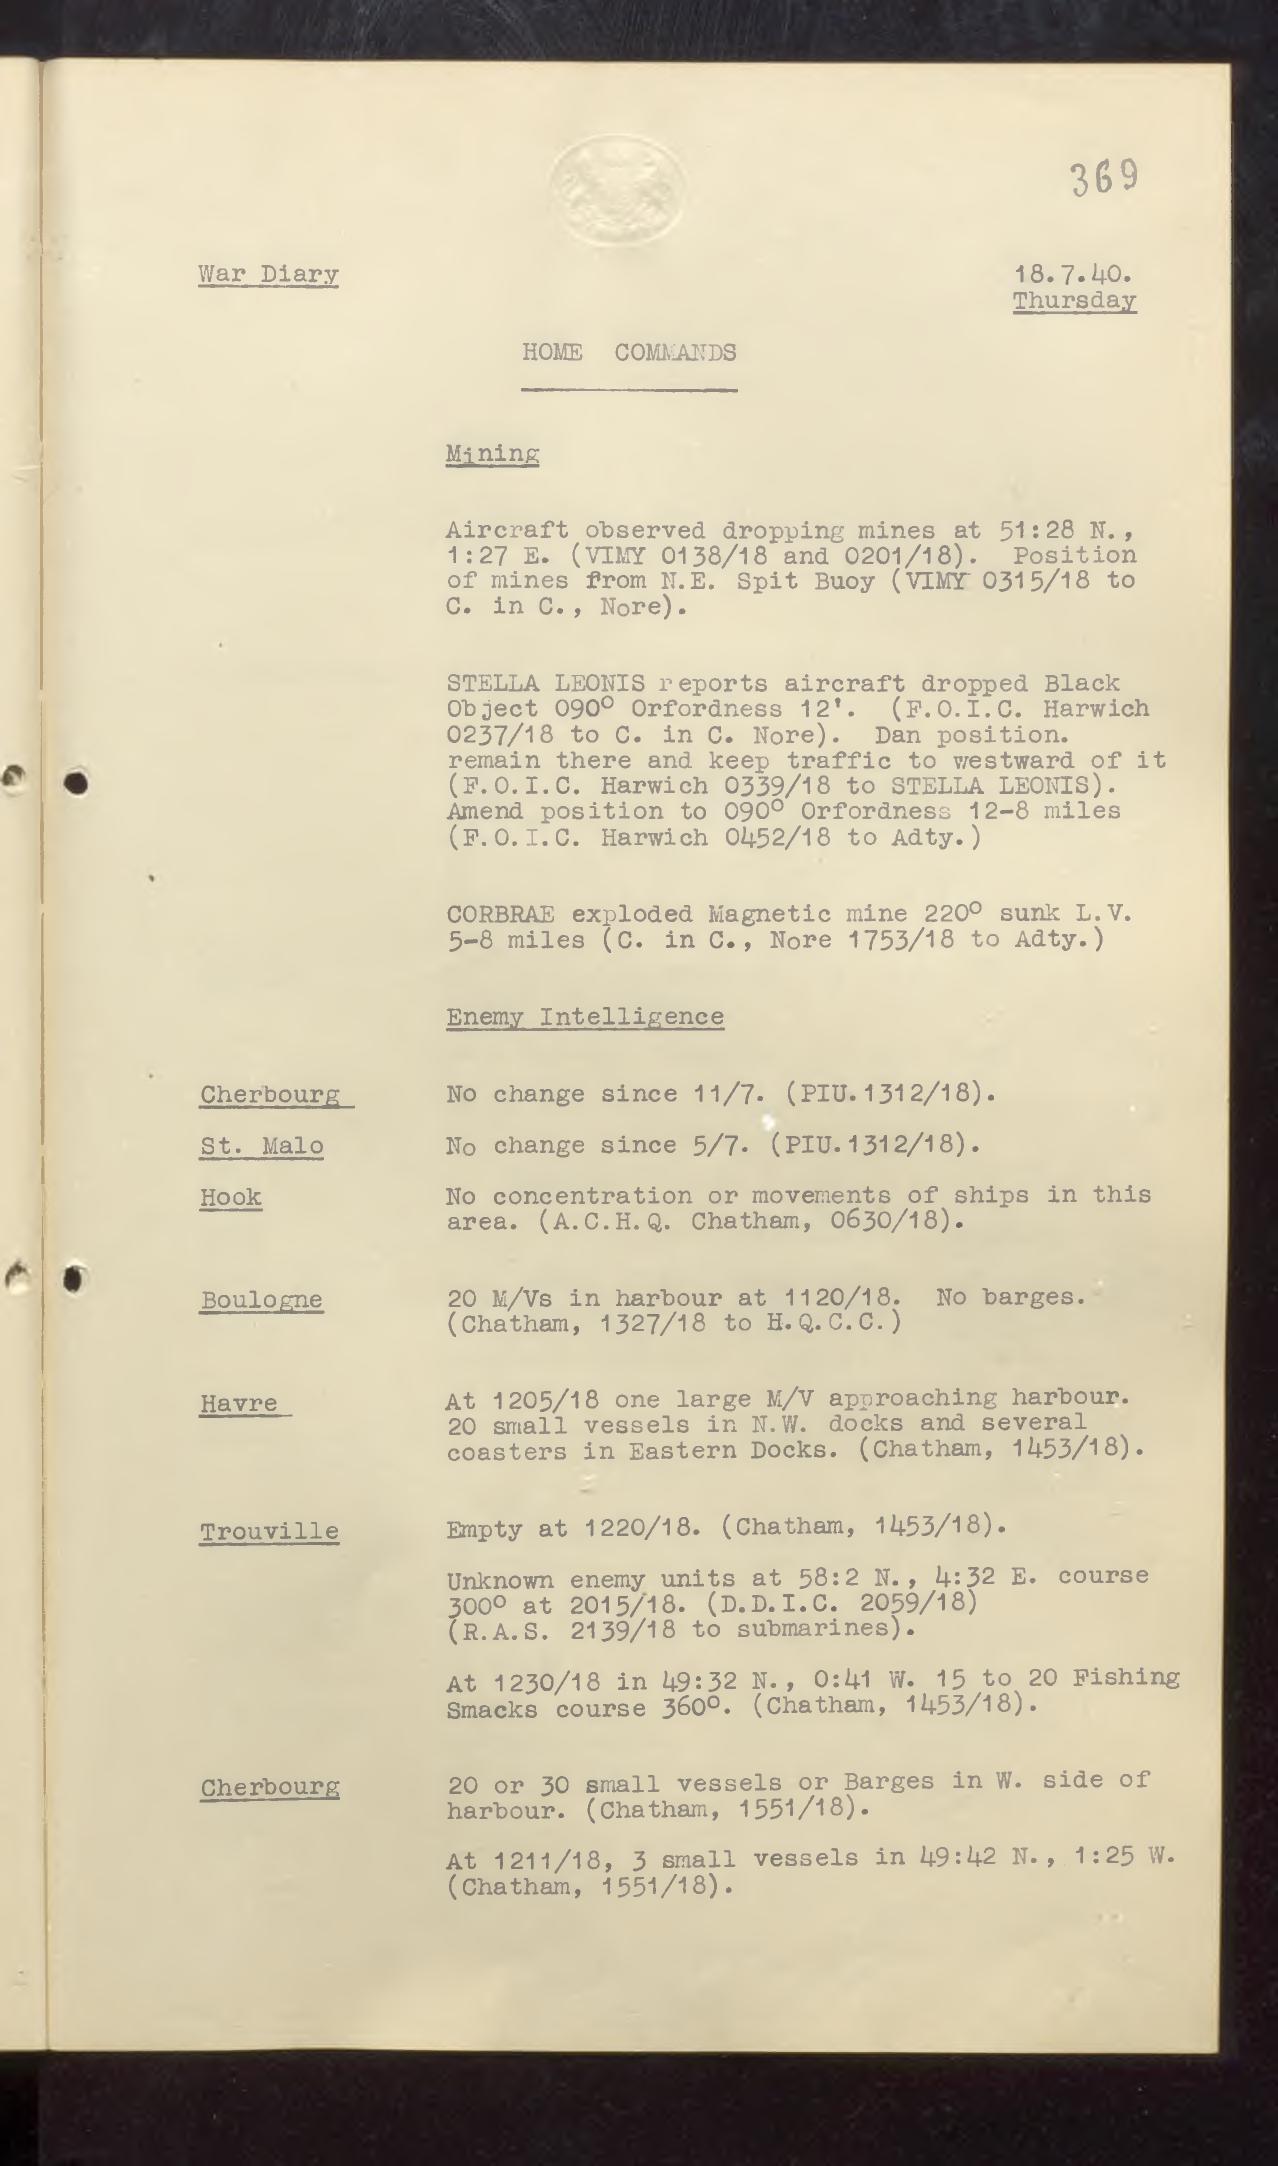 369
War Diary
18.7.40.
Thursday
HOME COMMANDS
Mining
Aircraft observed dropping mines at 51:28 N.,
1:27 E. (VIMY 0138/18 and 0201/18). Position
of mines from N.E. Spit Buoy (VIMY 0315/18 to
C. in C., Nore).
STELLA LEONIS reports aircraft dropped Black
Object 090° Orfordness 12'. (F.O.I.C. Harwich
0237/18 to C. in C. Nore). Dan position.
remain there and keep traffic to westward of it
(F.O.I.C. Harwich 0339/18 to STELLA LEONIS).
Amend position to 090° Orfordness 12-8 miles
(F.O.I.C. Harwich 0452/18 to Adty.)
CORBRAE exploded Magnetic mine 220° sunk L.V.
5-8 miles (C. in C., Nore 1753/18 to Adty.)
Enemy Intelligence
Cherbourg No change since 11/7. (PIU.1312/18).
St. Malo No change since 5/7. (PIU.1312/18).
Hook No concentration or movements of ships in this
area. (A.C.H.Q. Chatham, 0630/18).
Boulogne 20 M/Vs in harbour at 1120/18. No barges.
(Chatham, 1327/18 to H.Q.C.C.)
Havre At 1205/18 one large M/V approaching harbour.
20 small vessels in N.W. docks and several
coasters in Eastern Docks. (Chatham, 1453/18).
Trouville Empty at 1220/18. (Chatham, 1453/18).
Unknown enemy units at 58:2 N., 4:32 E. course
300° at 2015/18. (D.D.I.C. 2059/18)
(R.A.S. 2139/18 to submarines).
At 1230/18 in 49:32 N., 0:41 W. 15 to 20 Fishing
Smacks course 360°. (Chatham, 1453/18).
Cherbourg 20 or 30 small vessels or Barges in W. side of
harbour. (Chatham, 1551/18).
At 1211/18, 3 small vessels in 49:42 N., 1:25 W.
(Chatham, 1551/18).